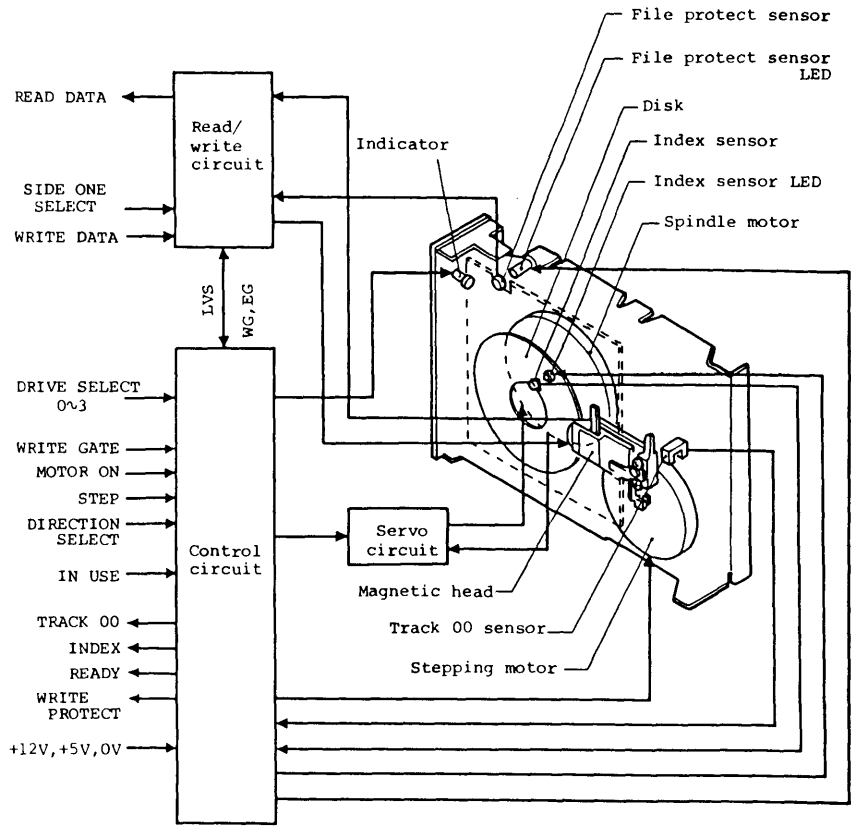 File protect sensor
File protect sensor
LED
Disk
Index sensor
Index sensor LED
Spindle motor
Indicator
READ DATA
SIDE ONE
SELECT
WRITE DATA
Read/
write
circuit
LVS
WG,EG
DRIVE SELECT
0~3
WRITE GATE
MOTOR ON
STEP
DIRECTION
SELECT
IN USE
TRACK 00
INDEX
READY
WRITE
PROTECT
+12V,+5V,0V
Control
circuit
Servo
circuit
Magnetic head
Track 00 sensor
Stepping motor